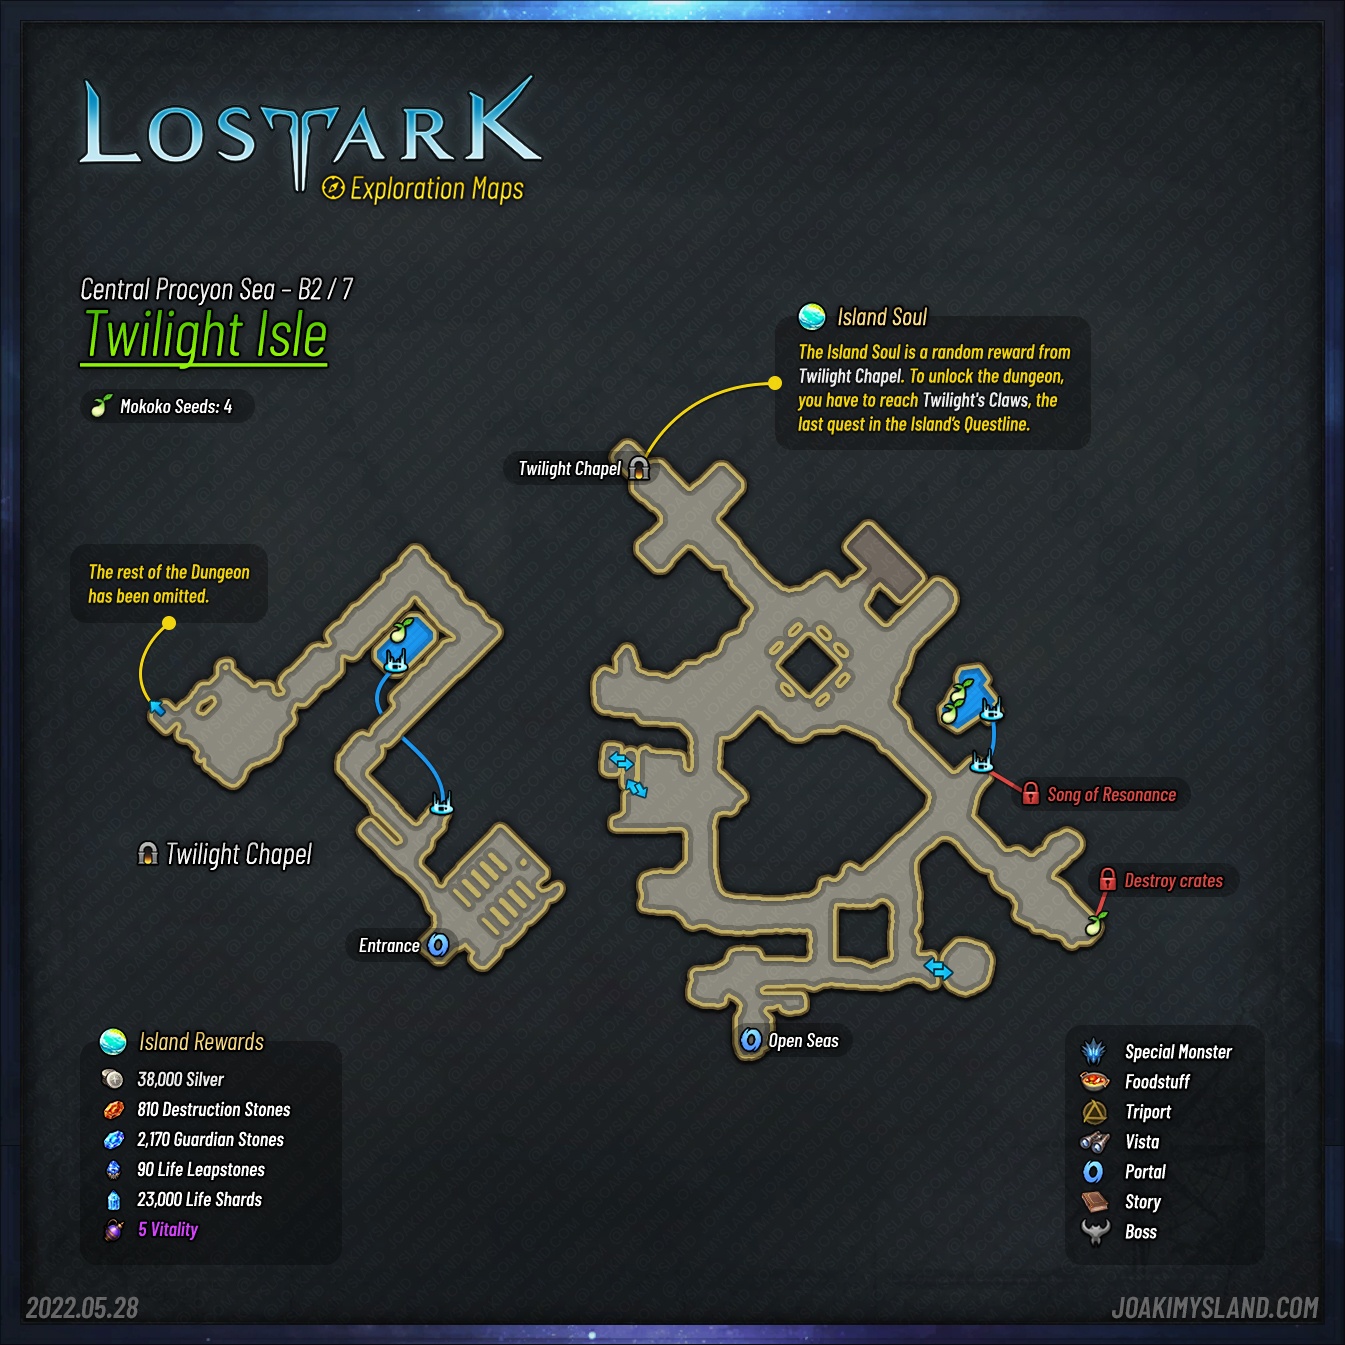 LOST ARK
Exploration Maps
Central Procyon Sea – B2 / 7
Twilight Isle
Mokoko Seeds: 4
Island Soul
The Island Soul is a random reward from
Twilight Chapel. To unlock the dungeon,
you have to reach Twilight's Claws, the
last quest in the Island's Questline.
Twilight Chapel
The rest of the Dungeon
has been omitted.
Song of Resonance
Twilight Chapel
Destroy crates
Entrance
Open Seas
Island Rewards
38,000 Silver
810 Destruction Stones
2,170 Guardian Stones
90 Life Leapstones
23,000 Life Shards
5 Vitality
Special Monster
Foodstuff
Triport
Vista
Portal
Story
Boss
2022.05.28
JOAKIMYSLAND.COM